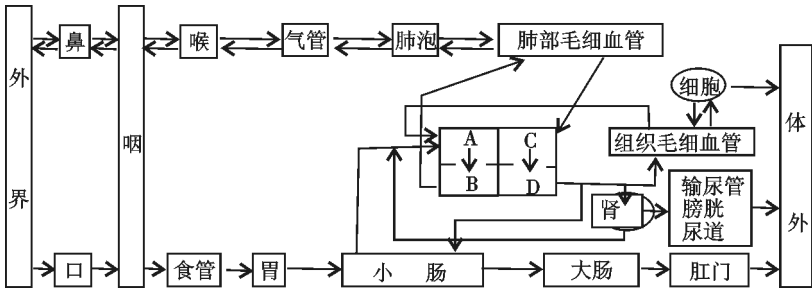 外界
鼻
咽
喉
气管
肺泡
肺部毛细血管
细胞
组织毛细血管
体外
A
C
B
D
肾
输尿管
膀胱
尿道
口
食管
胃
小肠
大肠
肛门